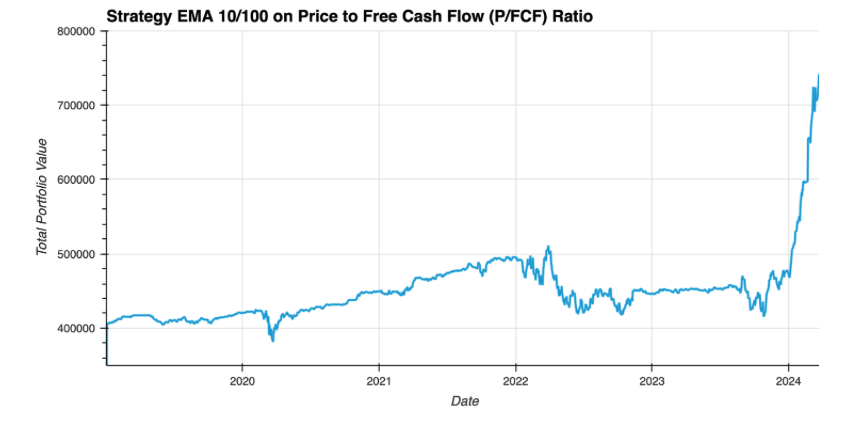 Strategy EMA 10/100 on Price to Free Cash Flow (P/FCF) Ratio
800000
700000
600000
500000
400000
Total Portfolio Value
2020 2021 2022 2023 2024
Date